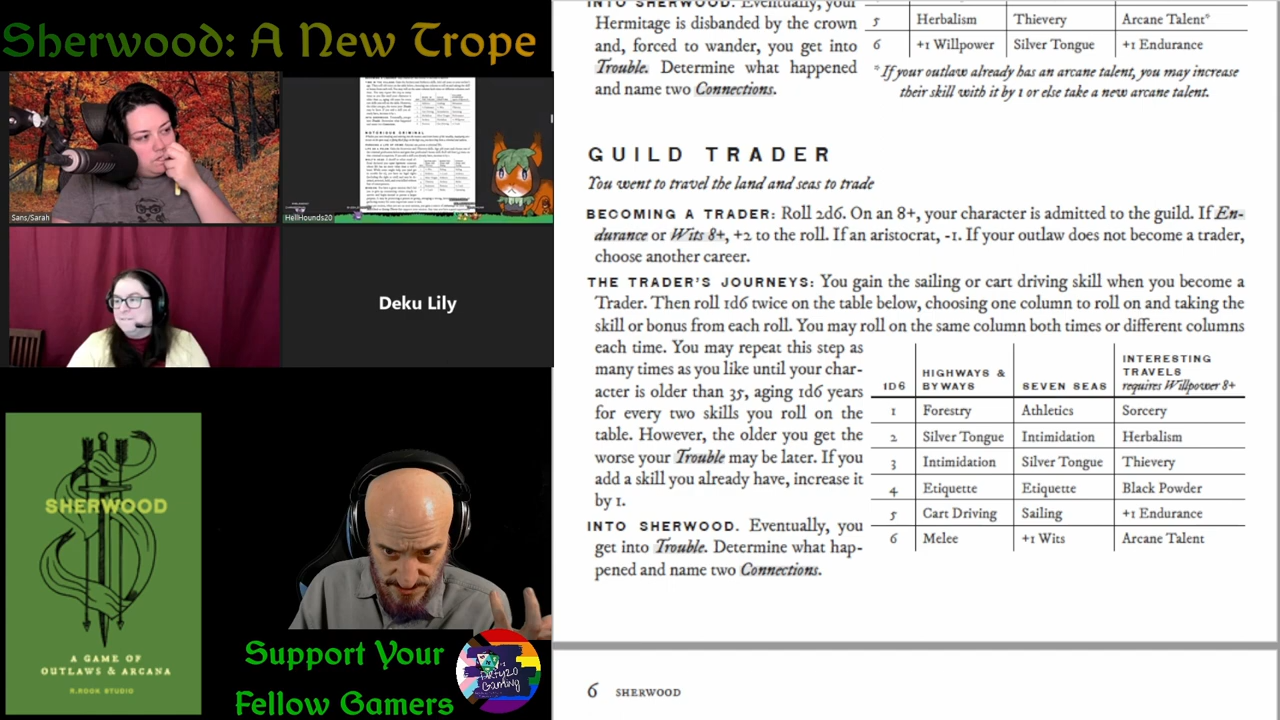 Sherwood: A New Trope
Sans/Sarah
HellHounds20
Deku Lily
SHERWOOD
A GAME OF
OUTLAWS & ARCANA
R.ROOK STUDIO
Support Your
Fellow Gamers
INTO SHERWOOD. Eventually, your
Hermitage is disbanded by the crown
and, forced to wander, you get into
Trouble. Determine what happened
and name two Connections.
5 Herbalism Thievery Arcane Talent*
6 +1 Willpower Silver Tongue +1 Endurance
* If your outlaw already has an arcane talent, you may increase
their skill with it by 1 or else take a new arcane talent.
GUILD TRADER
You went to travel the land and seas to trade
BECOMING A TRADER: Roll 2d6. On an 8+, your character is admitted to the guild. If En-
durance or Wits 8+, +2 to the roll. If an aristocrat, -1. If your outlaw does not become a trader,
choose another career.
THE TRADER'S JOURNEYS: You gain the sailing or cart driving skill when you become a
Trader. Then roll 1d6 twice on the table below, choosing one column to roll on and taking the
skill or bonus from each roll. You may roll on the same column both times or different columns
each time. You may repeat this step as
many times as you like until your char-
acter is older than 35, aging 1d6 years
for every two skills you roll on the
table. However, the older you get the
worse your Trouble may be later. If you
add a skill you already have, increase it
by 1.
INTO SHERWOOD. Eventually, you
get into Trouble. Determine what hap-
pened and name two Connections.
1D6 HIGHWAYS & BYWAYS SEVEN SEAS INTERESTING TRAVELS requires Willpower 8+
1 Forestry Athletics Sorcery
2 Silver Tongue Intimidation Herbalism
3 Intimidation Silver Tongue Thievery
4 Etiquette Etiquette Black Powder
5 Cart Driving Sailing +1 Endurance
6 Melee +1 Wits Arcane Talent
6 SHERWOOD